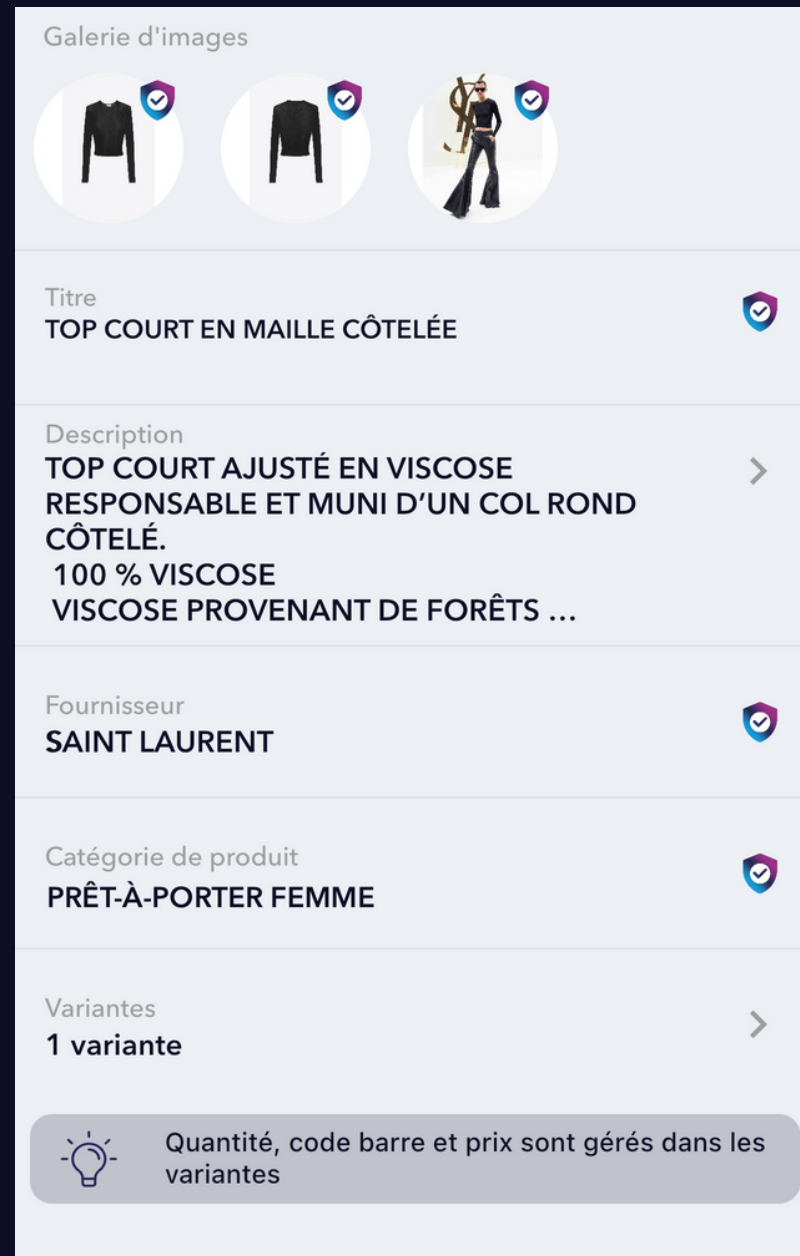 Galerie d'images
Titre
TOP COURT EN MAILLE CÔTELÉE
Description
TOP COURT AJUSTÉ EN VISCOSE
RESPONSABLE ET MUNI D’UN COL ROND
CÔTELÉ.
100 % VISCOSE
VISCOSE PROVENANT DE FORÊTS …
Fournisseur
SAINT LAURENT
Catégorie de produit
PRÊT-À-PORTER FEMME
Variantes
1 variante
Quantité, code barre et prix sont gérés dans les
variantes